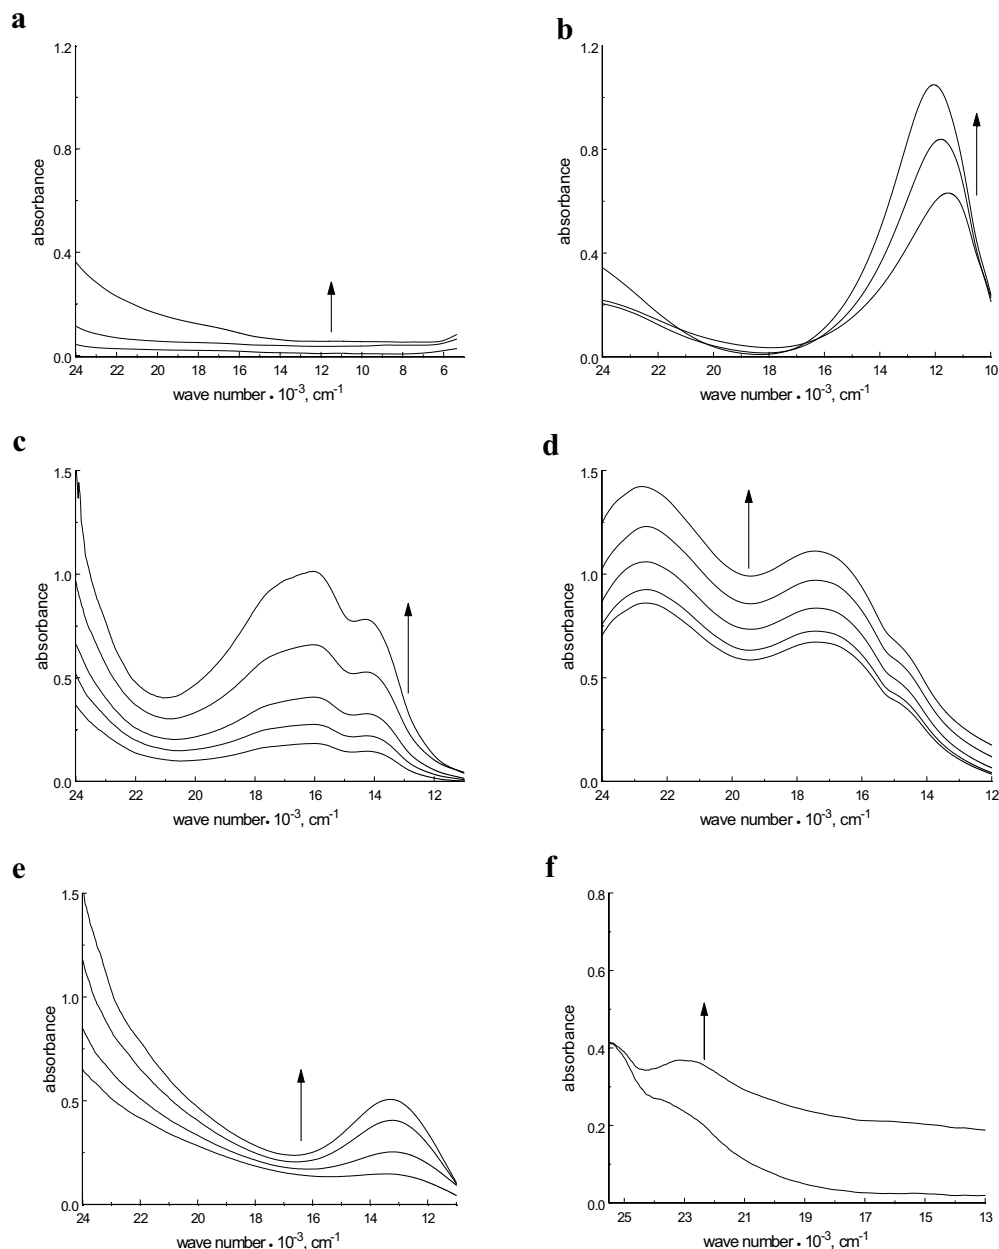 a
1.2
0.8
0.4
0.0
absorbance
24 22 20 18 16 14 12 10 8 6
wave number • 10⁻³, cm⁻¹
b
1.2
0.8
0.4
0.0
absorbance
24 22 20 18 16 14 12 10
wave number • 10⁻³, cm⁻¹
c
1.5
1.0
0.5
0.0
absorbance
24 22 20 18 16 14 12
wave number • 10⁻³, cm⁻¹
d
1.5
1.0
0.5
0.0
absorbance
24 22 20 18 16 14 12
wave number • 10⁻³, cm⁻¹
e
1.5
1.0
0.5
0.0
absorbance
24 22 20 18 16 14 12
wave number • 10⁻³, cm⁻¹
f
0.8
0.6
0.4
0.2
0.0
absorbance
25 23 21 19 17 15 13
wave number • 10⁻³, cm⁻¹